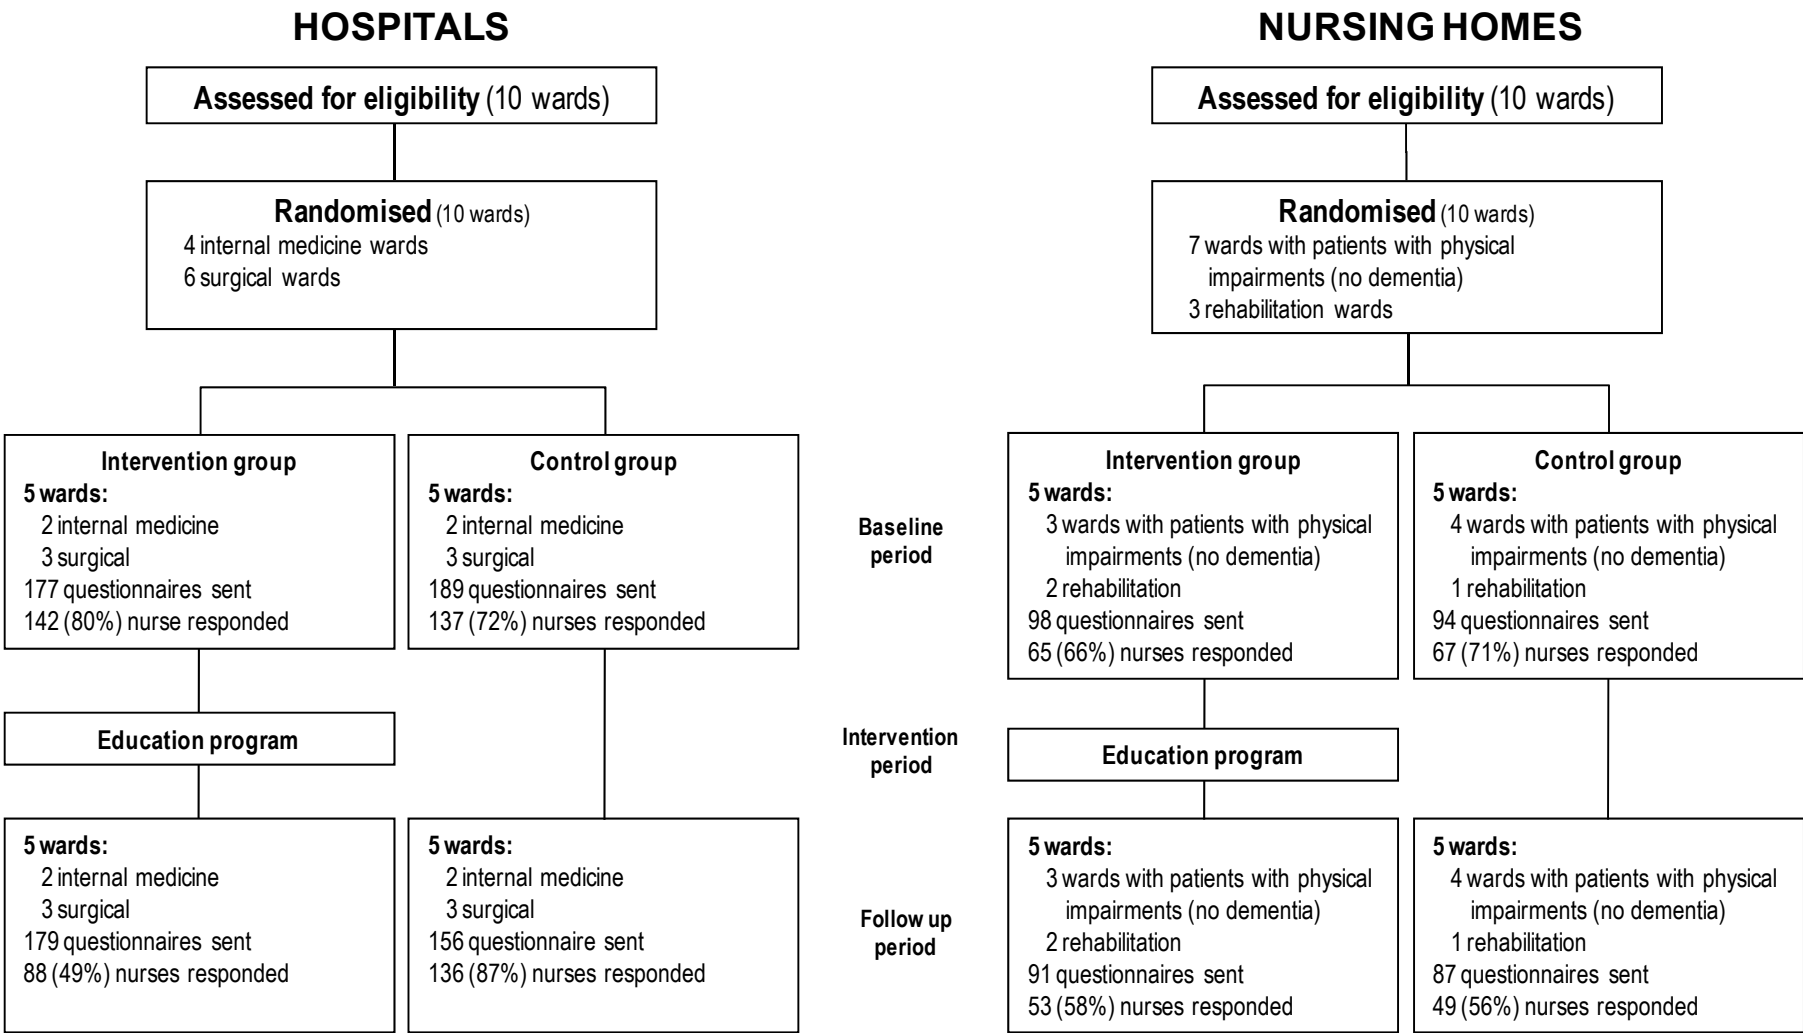 HOSPITALS
Assessed for eligibility (10 wards)
Randomised (10 wards)
4 internal medicine wards
6 surgical wards
Intervention group
5 wards:
2 internal medicine
3 surgical
177 questionnaires sent
142 (80%) nurse responded
Control group
5 wards:
2 internal medicine
3 surgical
189 questionnaires sent
137 (72%) nurses responded
Education program
5 wards:
2 internal medicine
3 surgical
179 questionnaires sent
88 (49%) nurses responded
5 wards:
2 internal medicine
3 surgical
156 questionnaire sent
136 (87%) nurses responded
Baseline
period
Intervention
period
Follow up
period
NURSING HOMES
Assessed for eligibility (10 wards)
Randomised (10 wards)
7 wards with patients with physical
impairments (no dementia)
3 rehabilitation wards
Intervention group
5 wards:
3 wards with patients with physical
impairments (no dementia)
2 rehabilitation
98 questionnaires sent
65 (66%) nurses responded
Control group
5 wards:
4 wards with patients with physical
impairments (no dementia)
1 rehabilitation
94 questionnaires sent
67 (71%) nurses responded
Education program
5 wards:
3 wards with patients with physical
impairments (no dementia)
2 rehabilitation
91 questionnaires sent
53 (58%) nurses responded
5 wards:
4 wards with patients with physical
impairments (no dementia)
1 rehabilitation
87 questionnaires sent
49 (56%) nurses responded